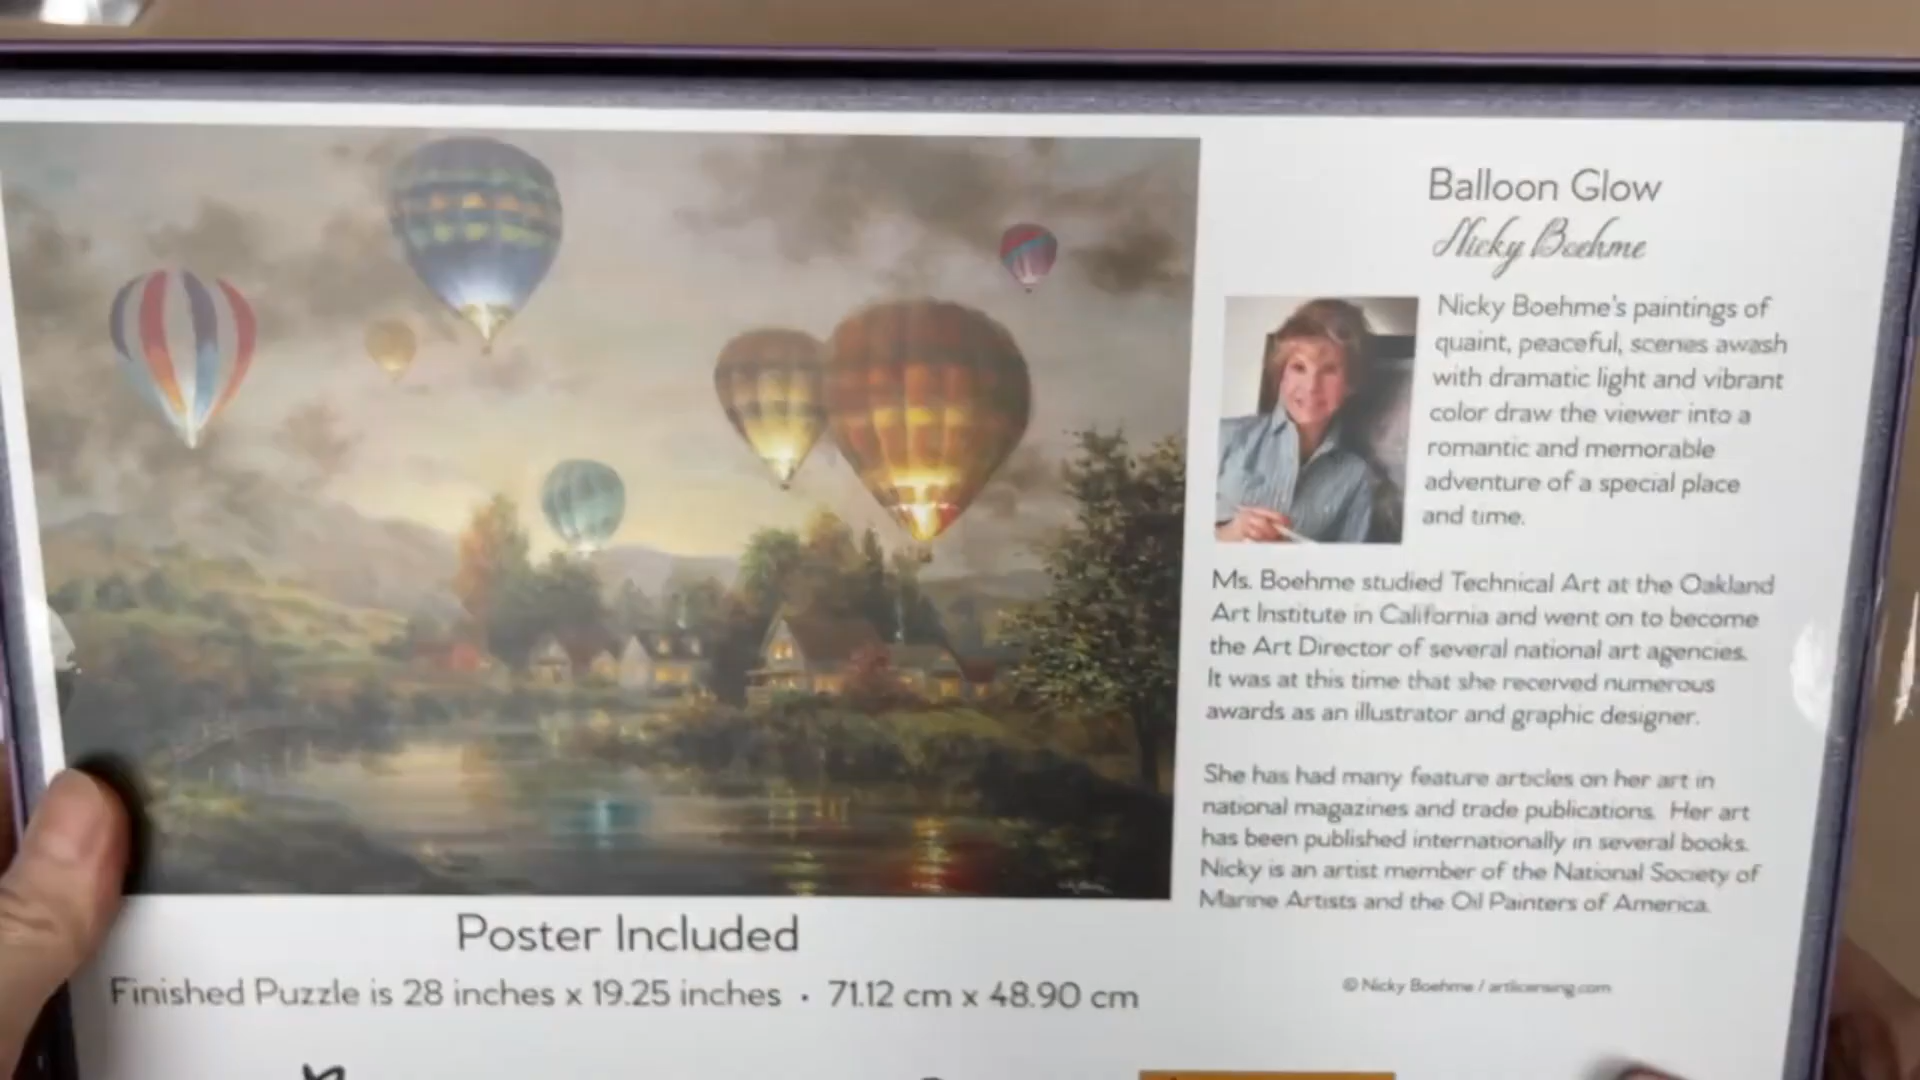 Balloon Glow
Nicky Boehme
Nicky Boehme's paintings of
quaint, peaceful, scenes awash
with dramatic light and vibrant
color draw the viewer into a
romantic and memorable
adventure of a special place
and time.
Ms. Boehme studied Technical Art at the Oakland
Art Institute in California and went on to become
the Art Director of several national art agencies.
It was at this time that she received numerous
awards as an illustrator and graphic designer.
She has had many feature articles on her art in
national magazines and trade publications. Her art
has been published internationally in several books.
Nicky is an artist member of the National Society of
Marine Artists and the Oil Painters of America.
© Nicky Boehme / artlicensing.com
Poster Included
Finished Puzzle is 28 inches x 19.25 inches • 71.12 cm x 48.90 cm